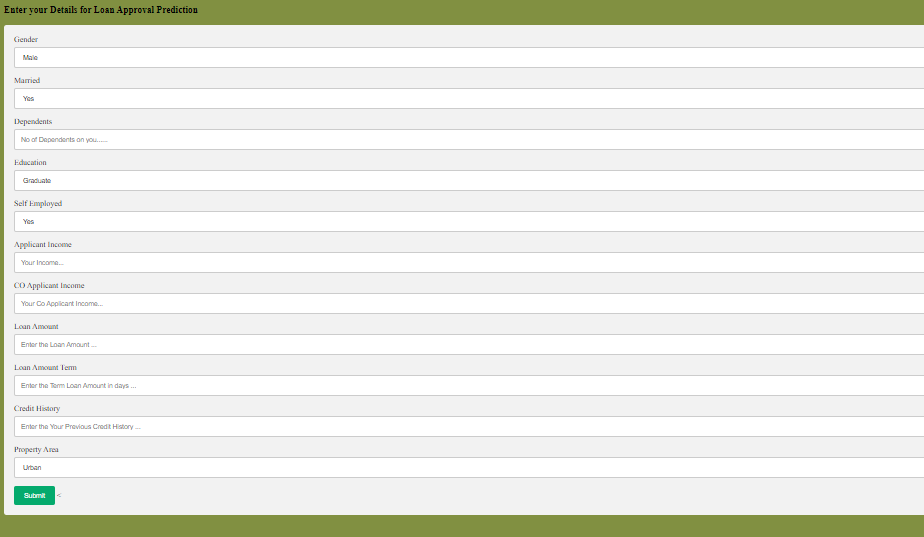 Enter your Details for Loan Approval Prediction
Gender
Male
Married
Yes
Dependents
No of Dependents on you......
Education
Graduate
Self Employed
Yes
Applicant Income
Your Income...
CO Applicant Income
Your Co Applicant Income...
Loan Amount
Enter the Loan Amount ...
Loan Amount Term
Enter the Term Loan Amount in days ...
Credit History
Enter the Your Previous Credit History ...
Property Area
Urban
Submit <